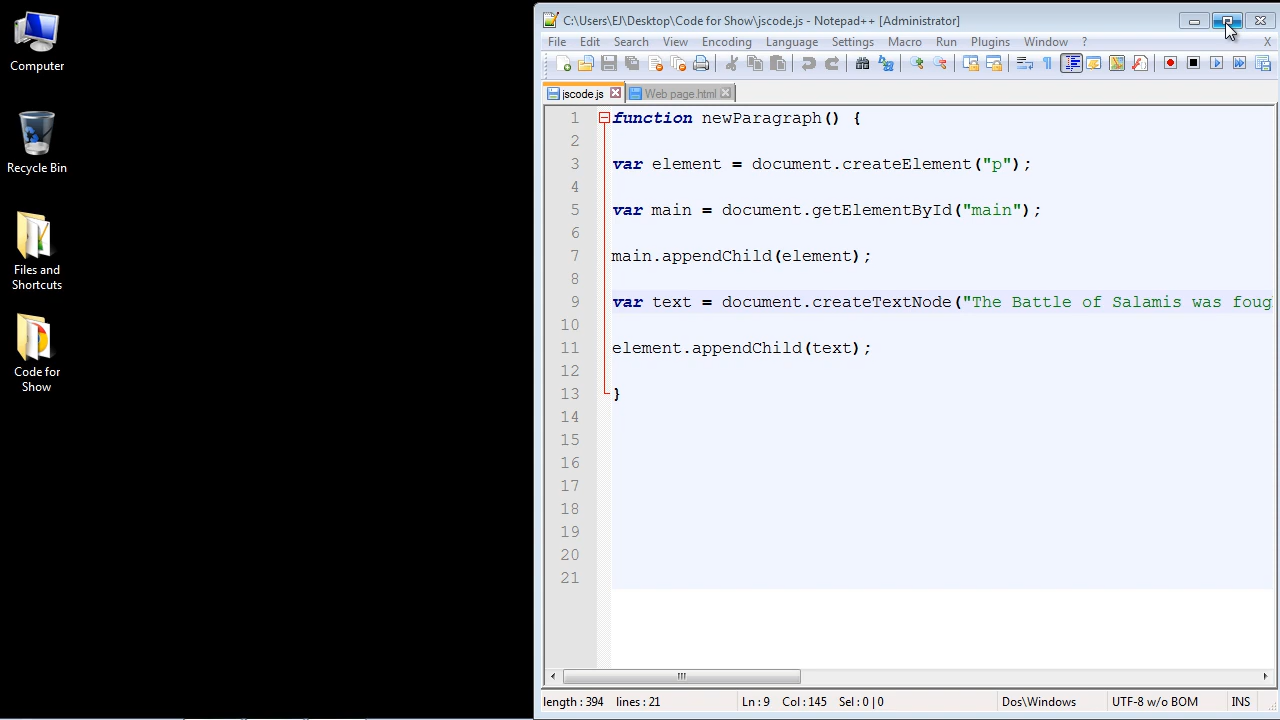 Computer
Recycle Bin
Files and
Shortcuts
Code for
Show
C:\Users\EJ\Desktop\Code for Show\jscode.js - Notepad++ [Administrator]
File Edit Search View Encoding Language Settings Macro Run Plugins Window ? X
jscode.js Web page.html
1 function newParagraph() {
2
3 var element = document.createElement("p");
4
5 var main = document.getElementById("main");
6
7 main.appendChild(element);
8
9 var text = document.createTextNode("The Battle of Salamis was foug
10
11 element.appendChild(text);
12
13 }
14
15
16
17
18
19
20
21
length : 394 lines : 21 Ln : 9 Col : 145 Sel : 0 | 0 Dos\Windows UTF-8 w/o BOM INS